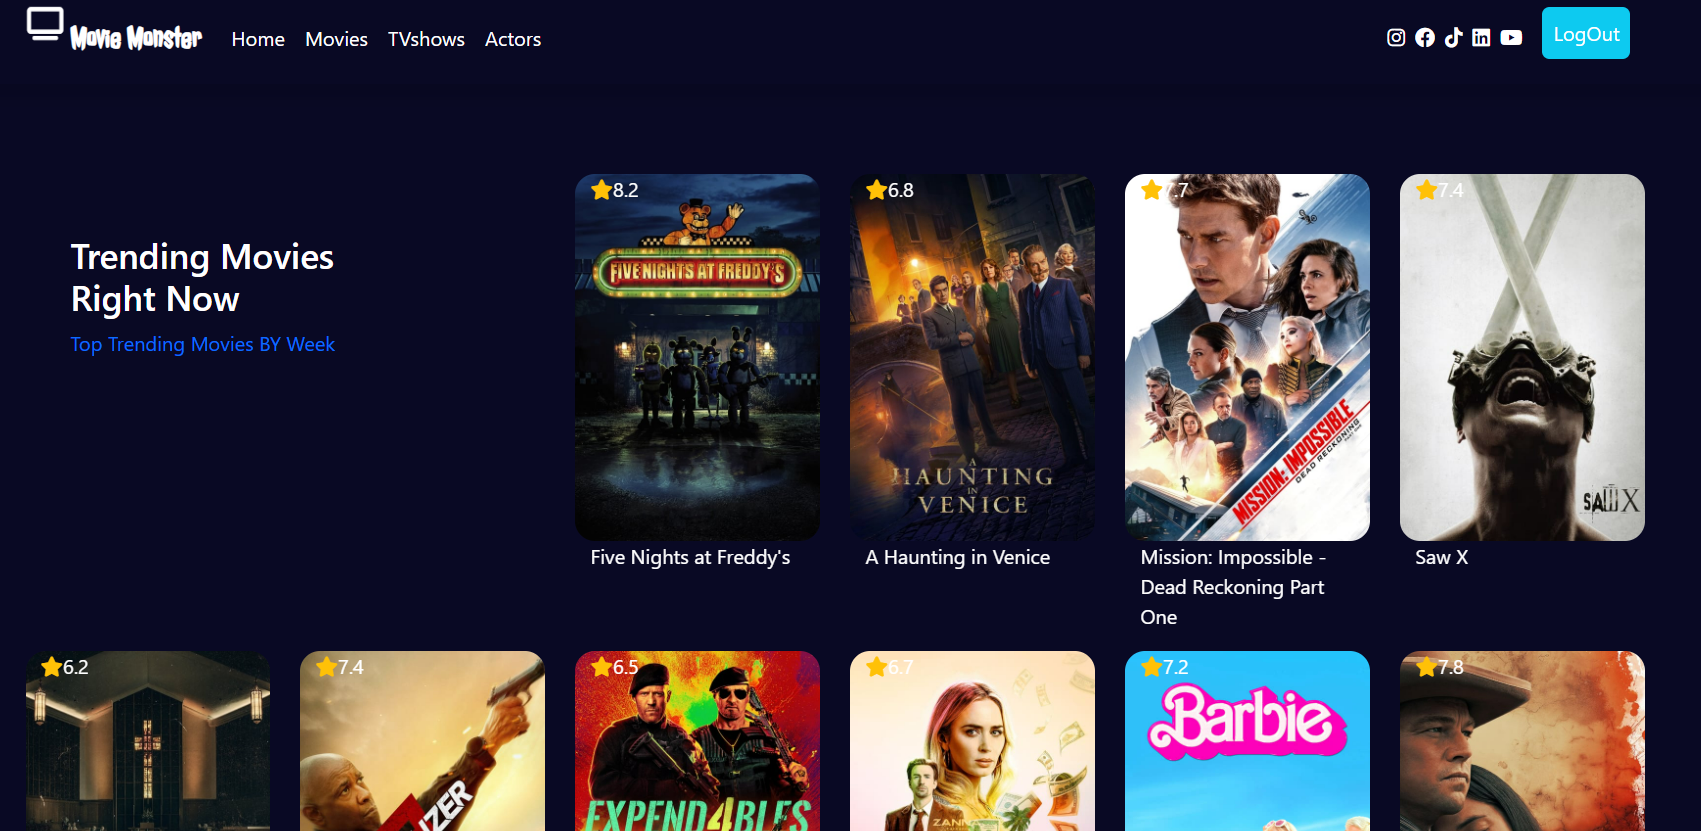 Movie Monster Home Movies TVshows Actors LogOut
Trending Movies
Right Now
Top Trending Movies BY Week
8.2
FIVE NIGHTS AT FREDDY'S
Five Nights at Freddy's
6.8
A
HAUNTING
IN
VENICE
A Haunting in Venice
7.7
MISSION: IMPOSSIBLE
DEAD RECKONING
Mission: Impossible -
Dead Reckoning Part
One
7.4
SAW X
Saw X
6.2
7.4
6.5
EXPEND4BLES
6.7
7.2
Barbie
7.8